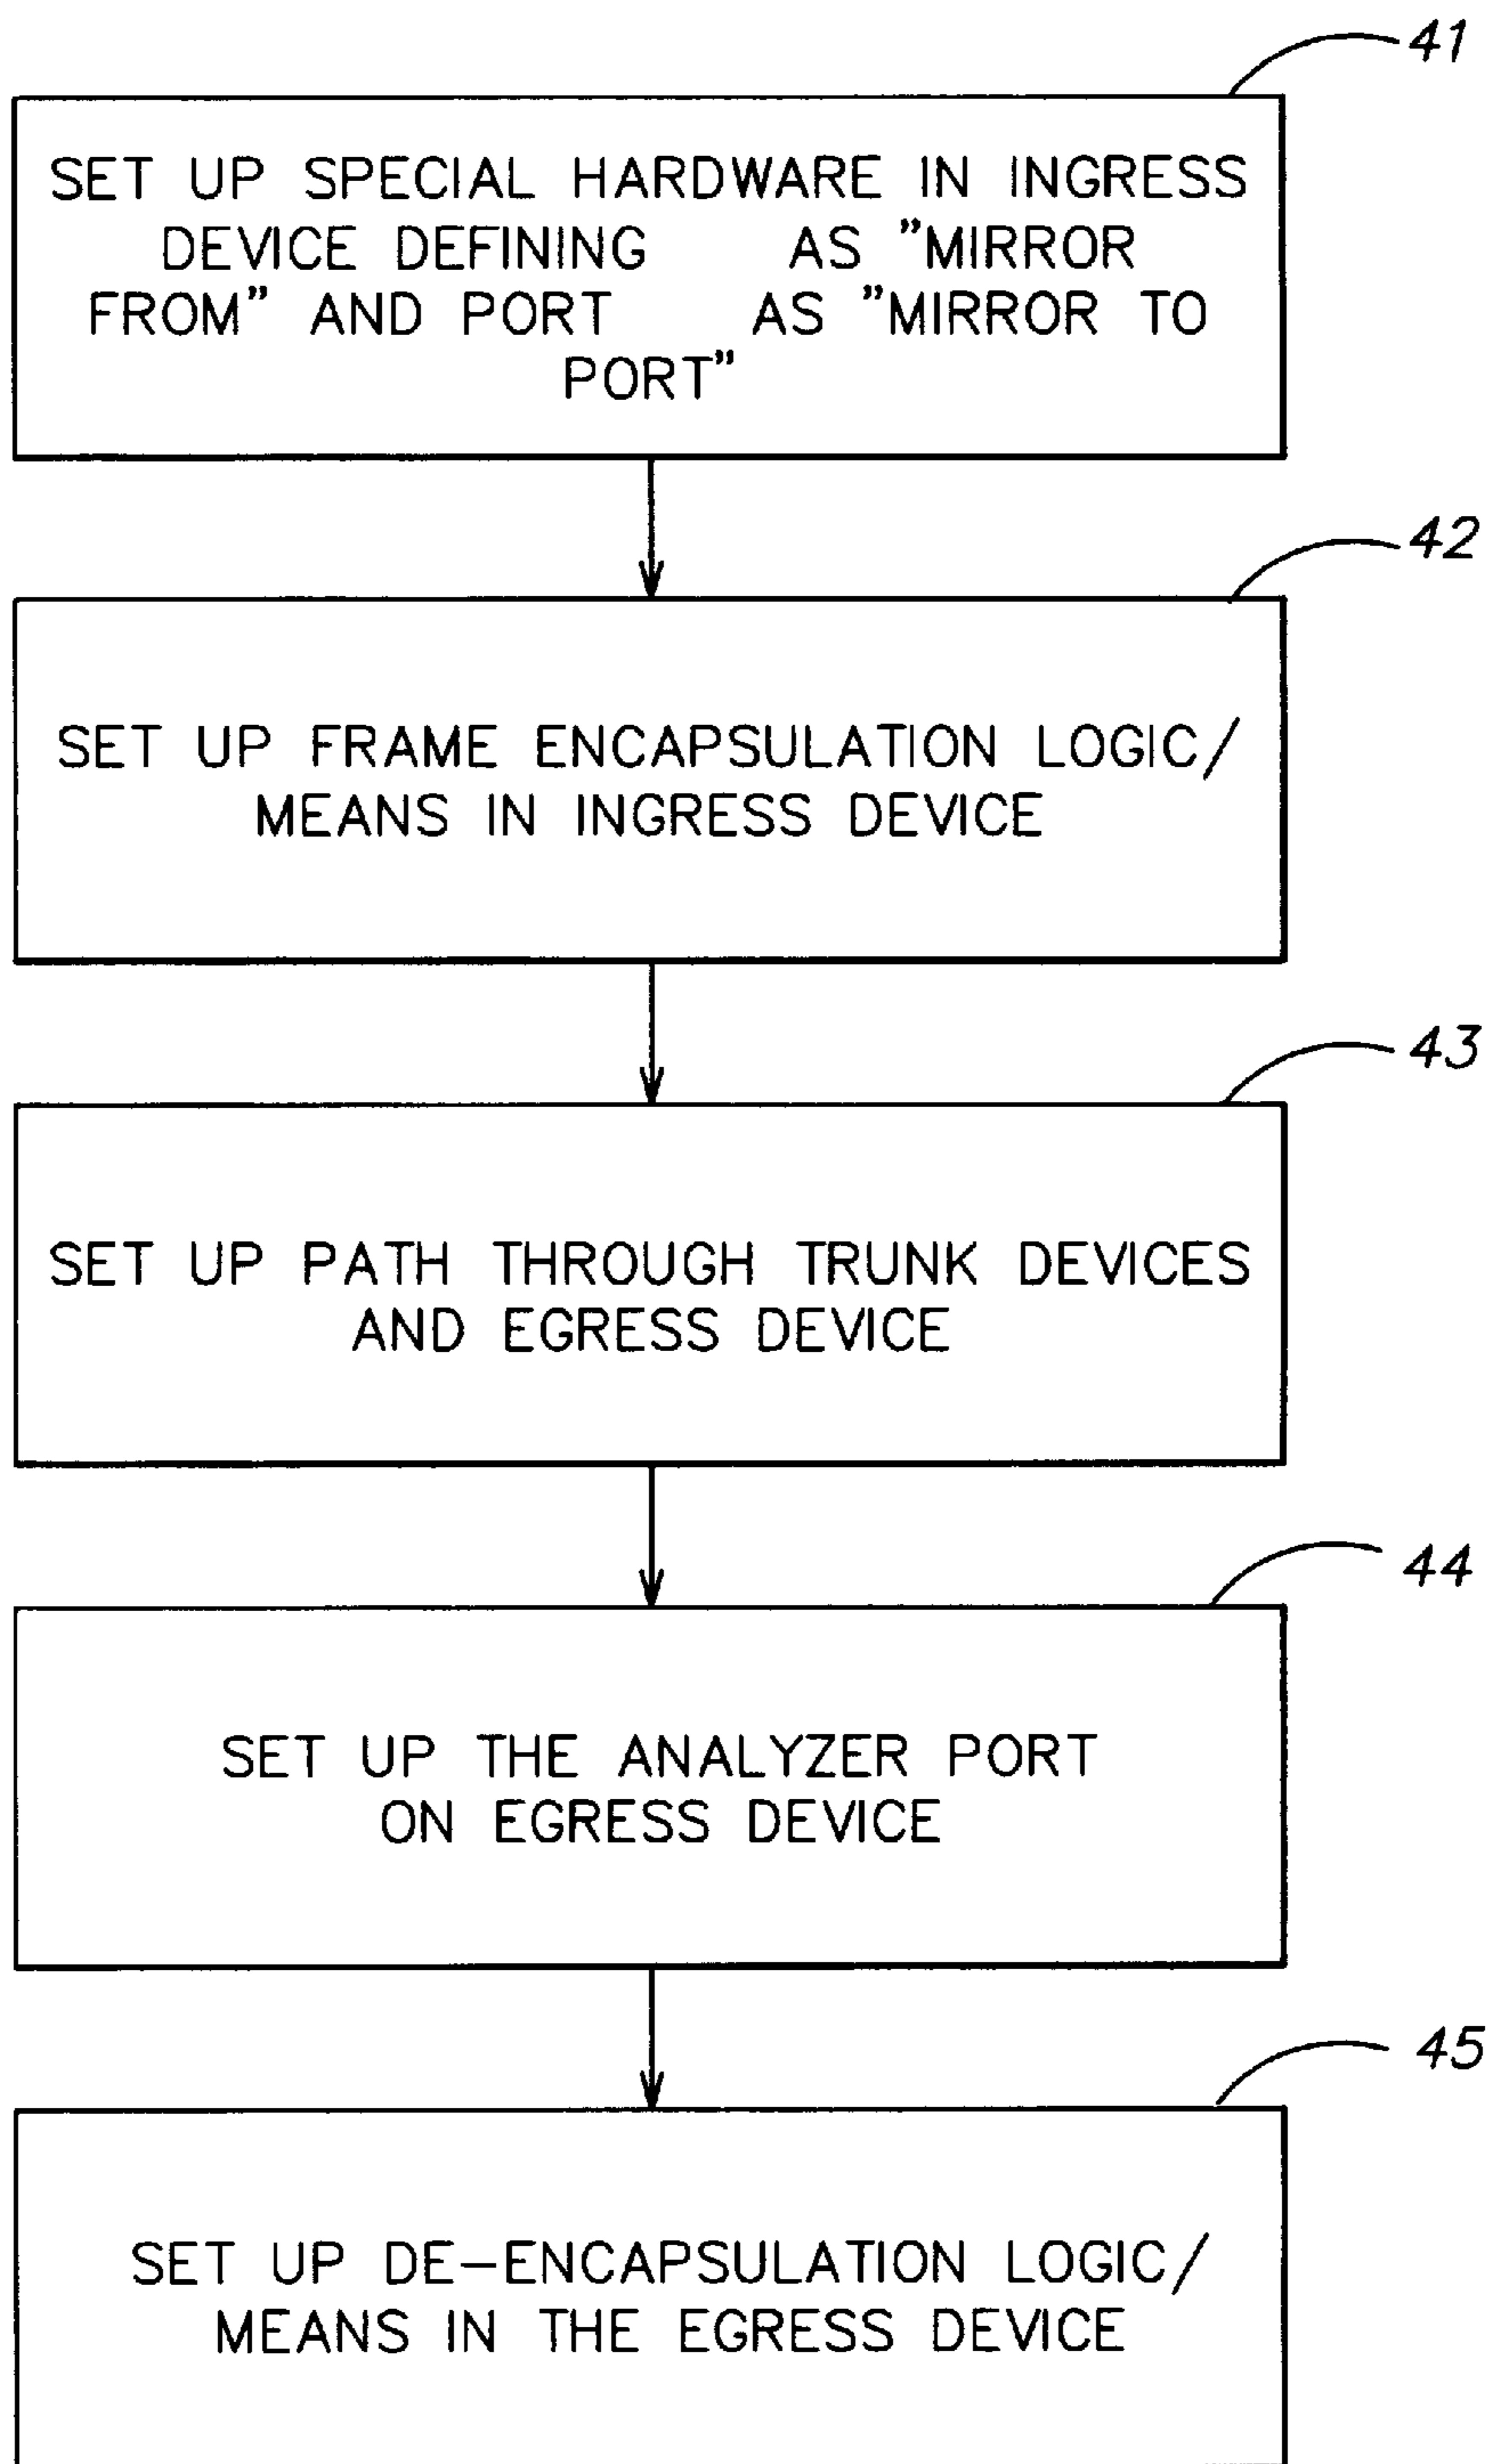 41
SET UP SPECIAL HARDWARE IN INGRESS
DEVICE DEFINING AS "MIRROR
FROM" AND PORT AS "MIRROR TO
PORT"
42
SET UP FRAME ENCAPSULATION LOGIC/
MEANS IN INGRESS DEVICE
43
SET UP PATH THROUGH TRUNK DEVICES
AND EGRESS DEVICE
44
SET UP THE ANALYZER PORT
ON EGRESS DEVICE
45
SET UP DE-ENCAPSULATION LOGIC/
MEANS IN THE EGRESS DEVICE